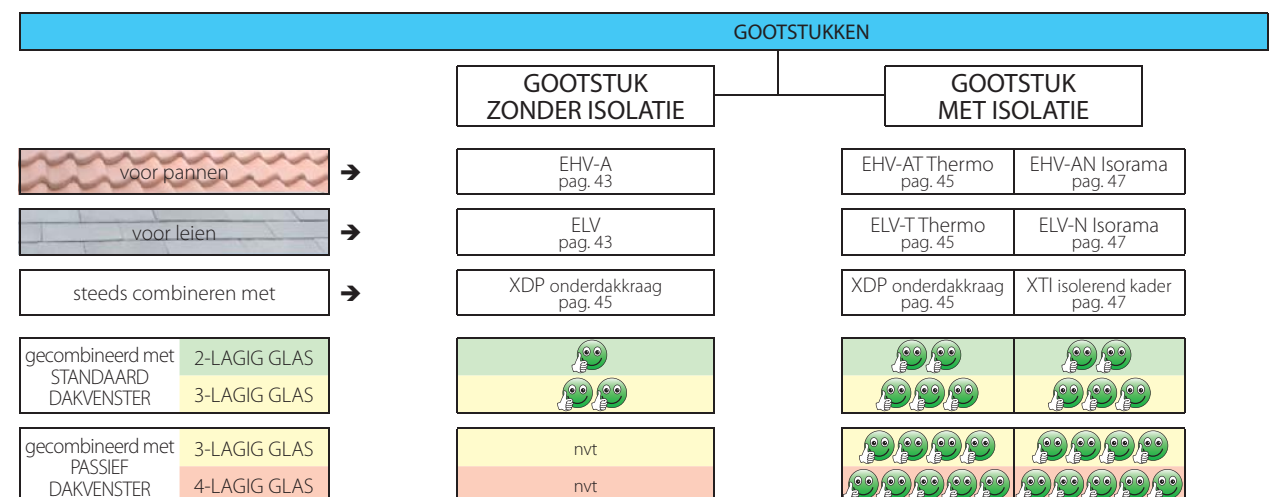 GOOTSTUKKEN
GOOTSTUK
ZONDER ISOLATIE
GOOTSTUK
MET ISOLATIE
voor pannen
EHV-A
pag. 43
EHV-AT Thermo
pag. 45
EHV-AN Isorama
pag. 47
voor leien
ELV
pag. 43
ELV-T Thermo
pag. 45
ELV-N Isorama
pag. 47
steeds combineren met
XDP onderdakkraag
pag. 45
XDP onderdakkraag
pag. 45
XTI isolerend kader
pag. 47
gecombineerd met
STANDAARD
DAKVENSTER
2-LAGIG GLAS
3-LAGIG GLAS
gecombineerd met
PASSIEF
DAKVENSTER
3-LAGIG GLAS
nvt
4-LAGIG GLAS
nvt